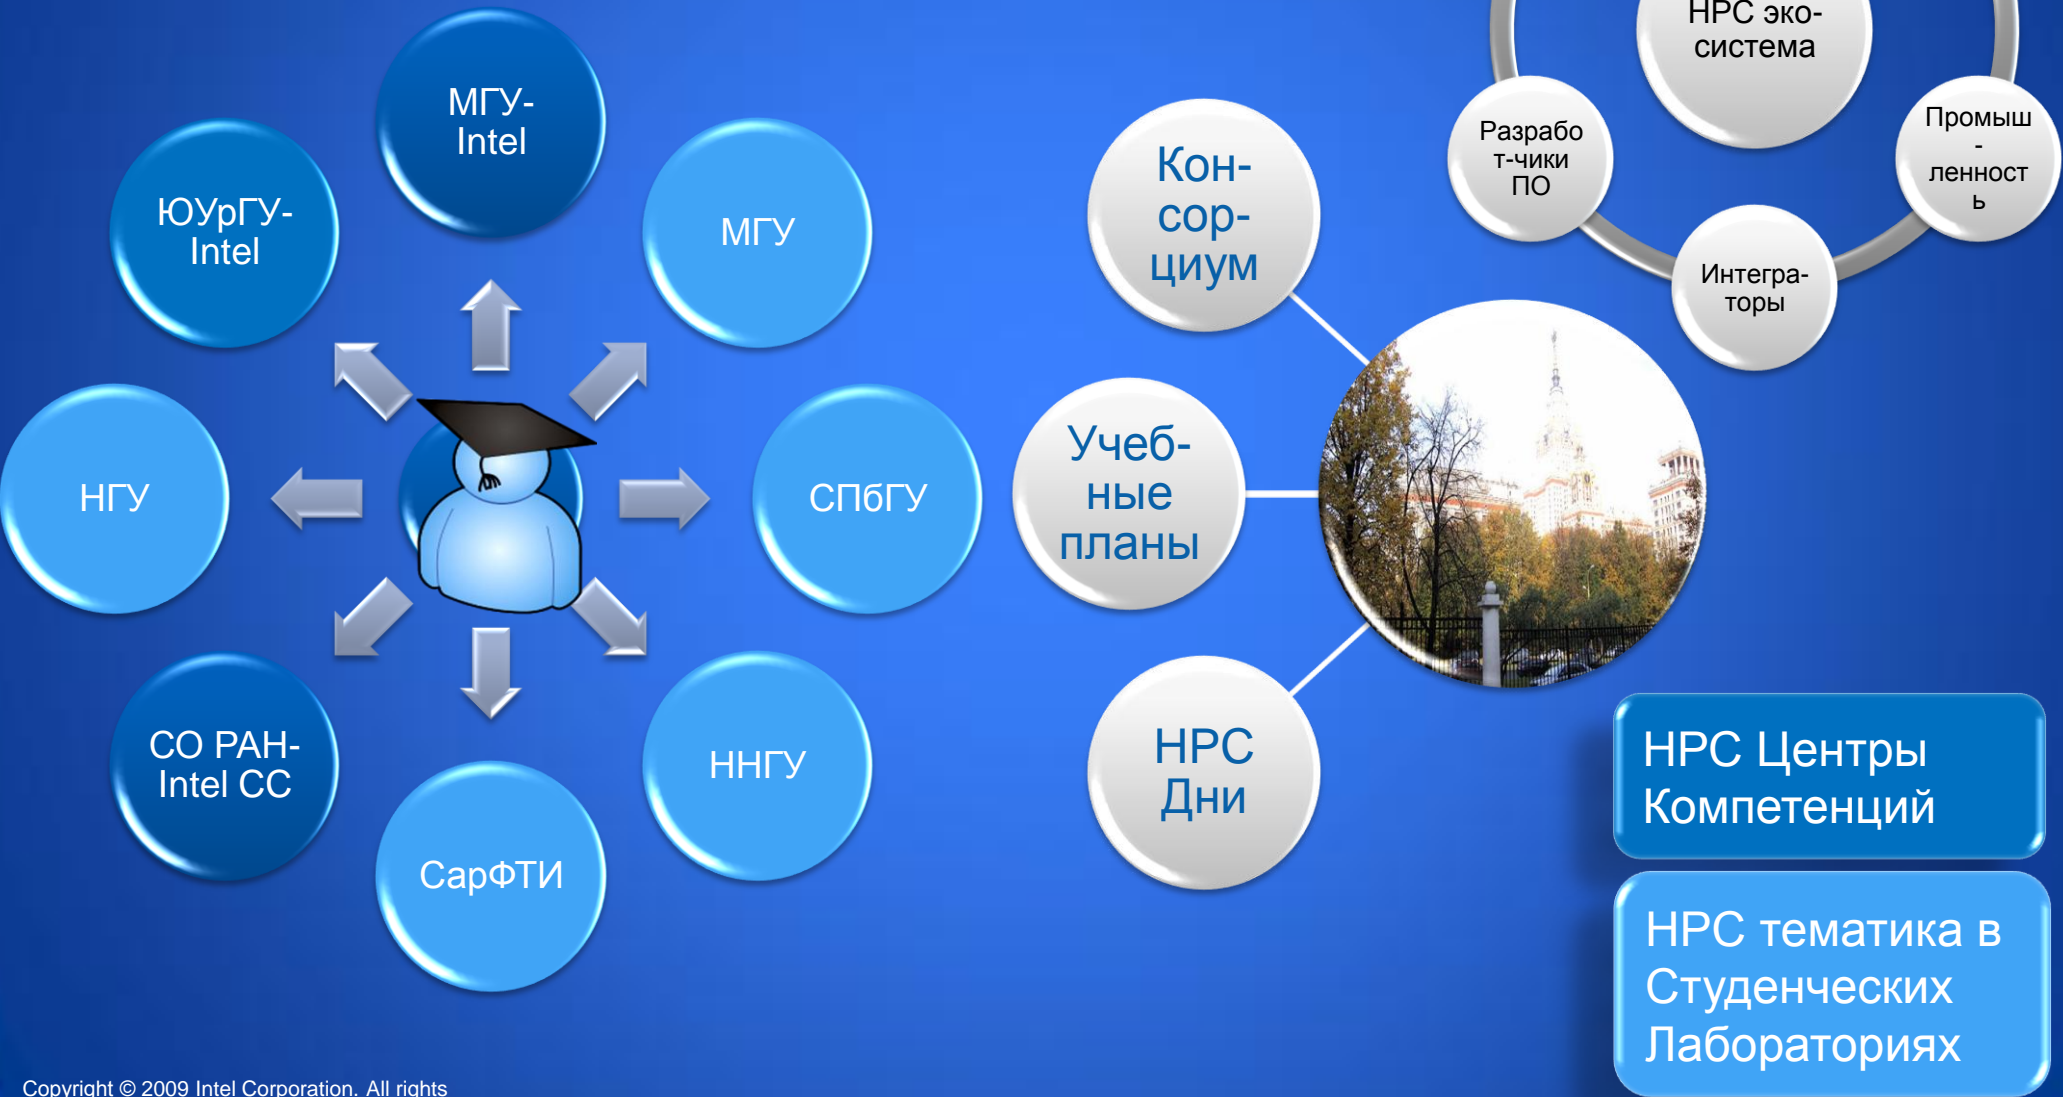 МГУ-
Intel
ЮУрГУ-
Intel
МГУ
НГУ
СПбГУ
СО РАН-
Intel CC
ННГУ
СарФТИ
Кон-
сор-
циум
Учеб-
ные
планы
HPC
Дни
HPC эко-
система
Разрабо
т-чики
ПО
Промыш
-
ленност
ь
Интегра-
торы
HPC Центры
Компетенций
HPC тематика в
Студенческих
Лабораториях
Copyright © 2009 Intel Corporation. All rights